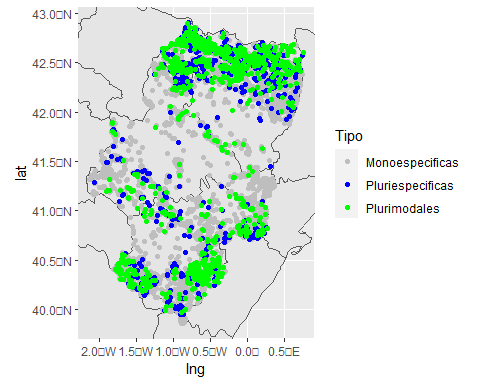 43.0□N
42.5□N
42.0□N
41.5□N
41.0□N
40.5□N
40.0□N
lat
2.0□W 1.5□W 1.0□W 0.5□W 0.0□ 0.5□E
lng
Tipo
Monoespecificas
Pluriespecificas
Plurimodales